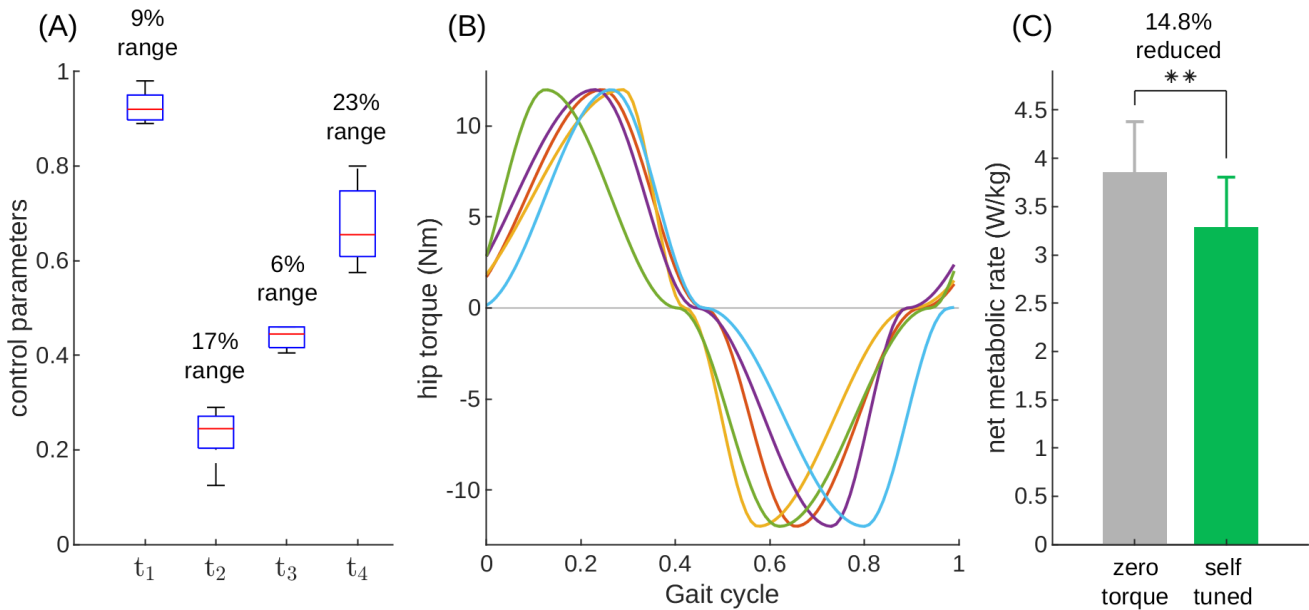 (A)
9%
range
17%
range
6%
range
23%
range
control parameters
1
0.8
0.6
0.4
0.2
0
t1
t2
t3
t4
(B)
hip torque (Nm)
10
5
0
-5
-10
0
0.2
0.4
0.6
0.8
1
Gait cycle
(C)
14.8%
reduced
**
net metabolic rate (W/kg)
4.5
4
3.5
3
2.5
2
1.5
1
0.5
0
zero
torque
self
tuned